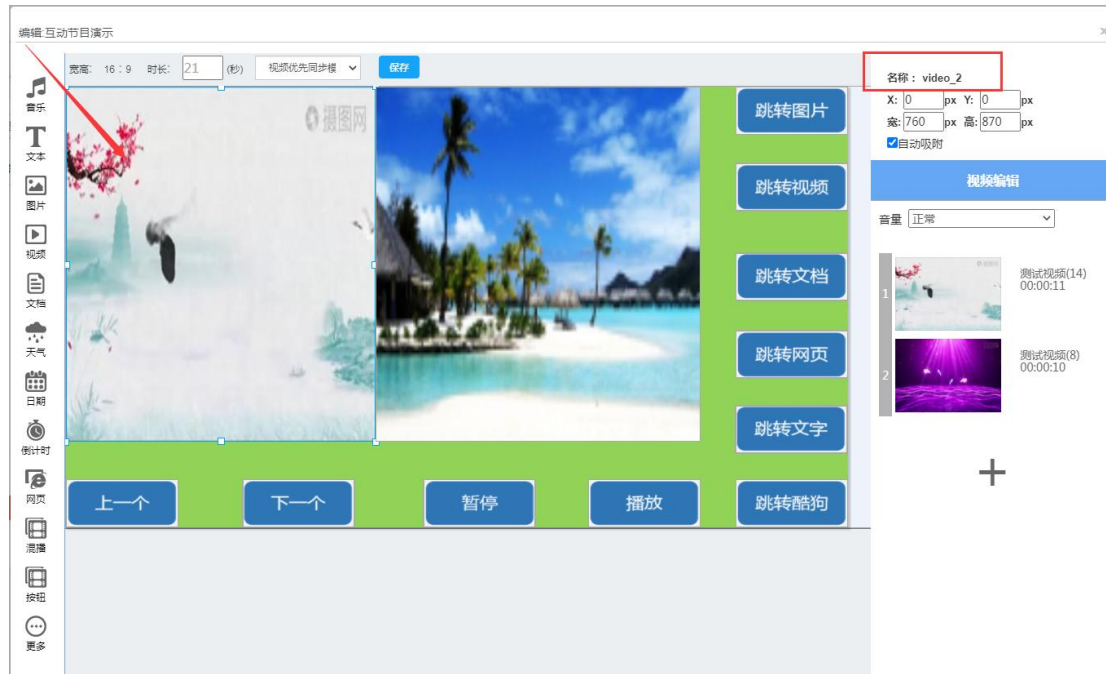 编辑:互动节目演示
宽高: 16:9 时长: 21 (秒) 视频优先同步模 保存
音乐
文本
图片
视频
文档
天气
日期
倒计时
网页
混播
按钮
更多
摄图网
跳转图片
跳转视频
跳转文档
跳转网页
跳转文字
上一个 下一个 暂停 播放 跳转酷狗
名称: video_2
X: 0 px Y: 0 px
宽: 760 px 高: 870 px
自动吸附
视频编辑
音量 正常
1
测试视频(14)
00:00:11
2
测试视频(8)
00:00:10